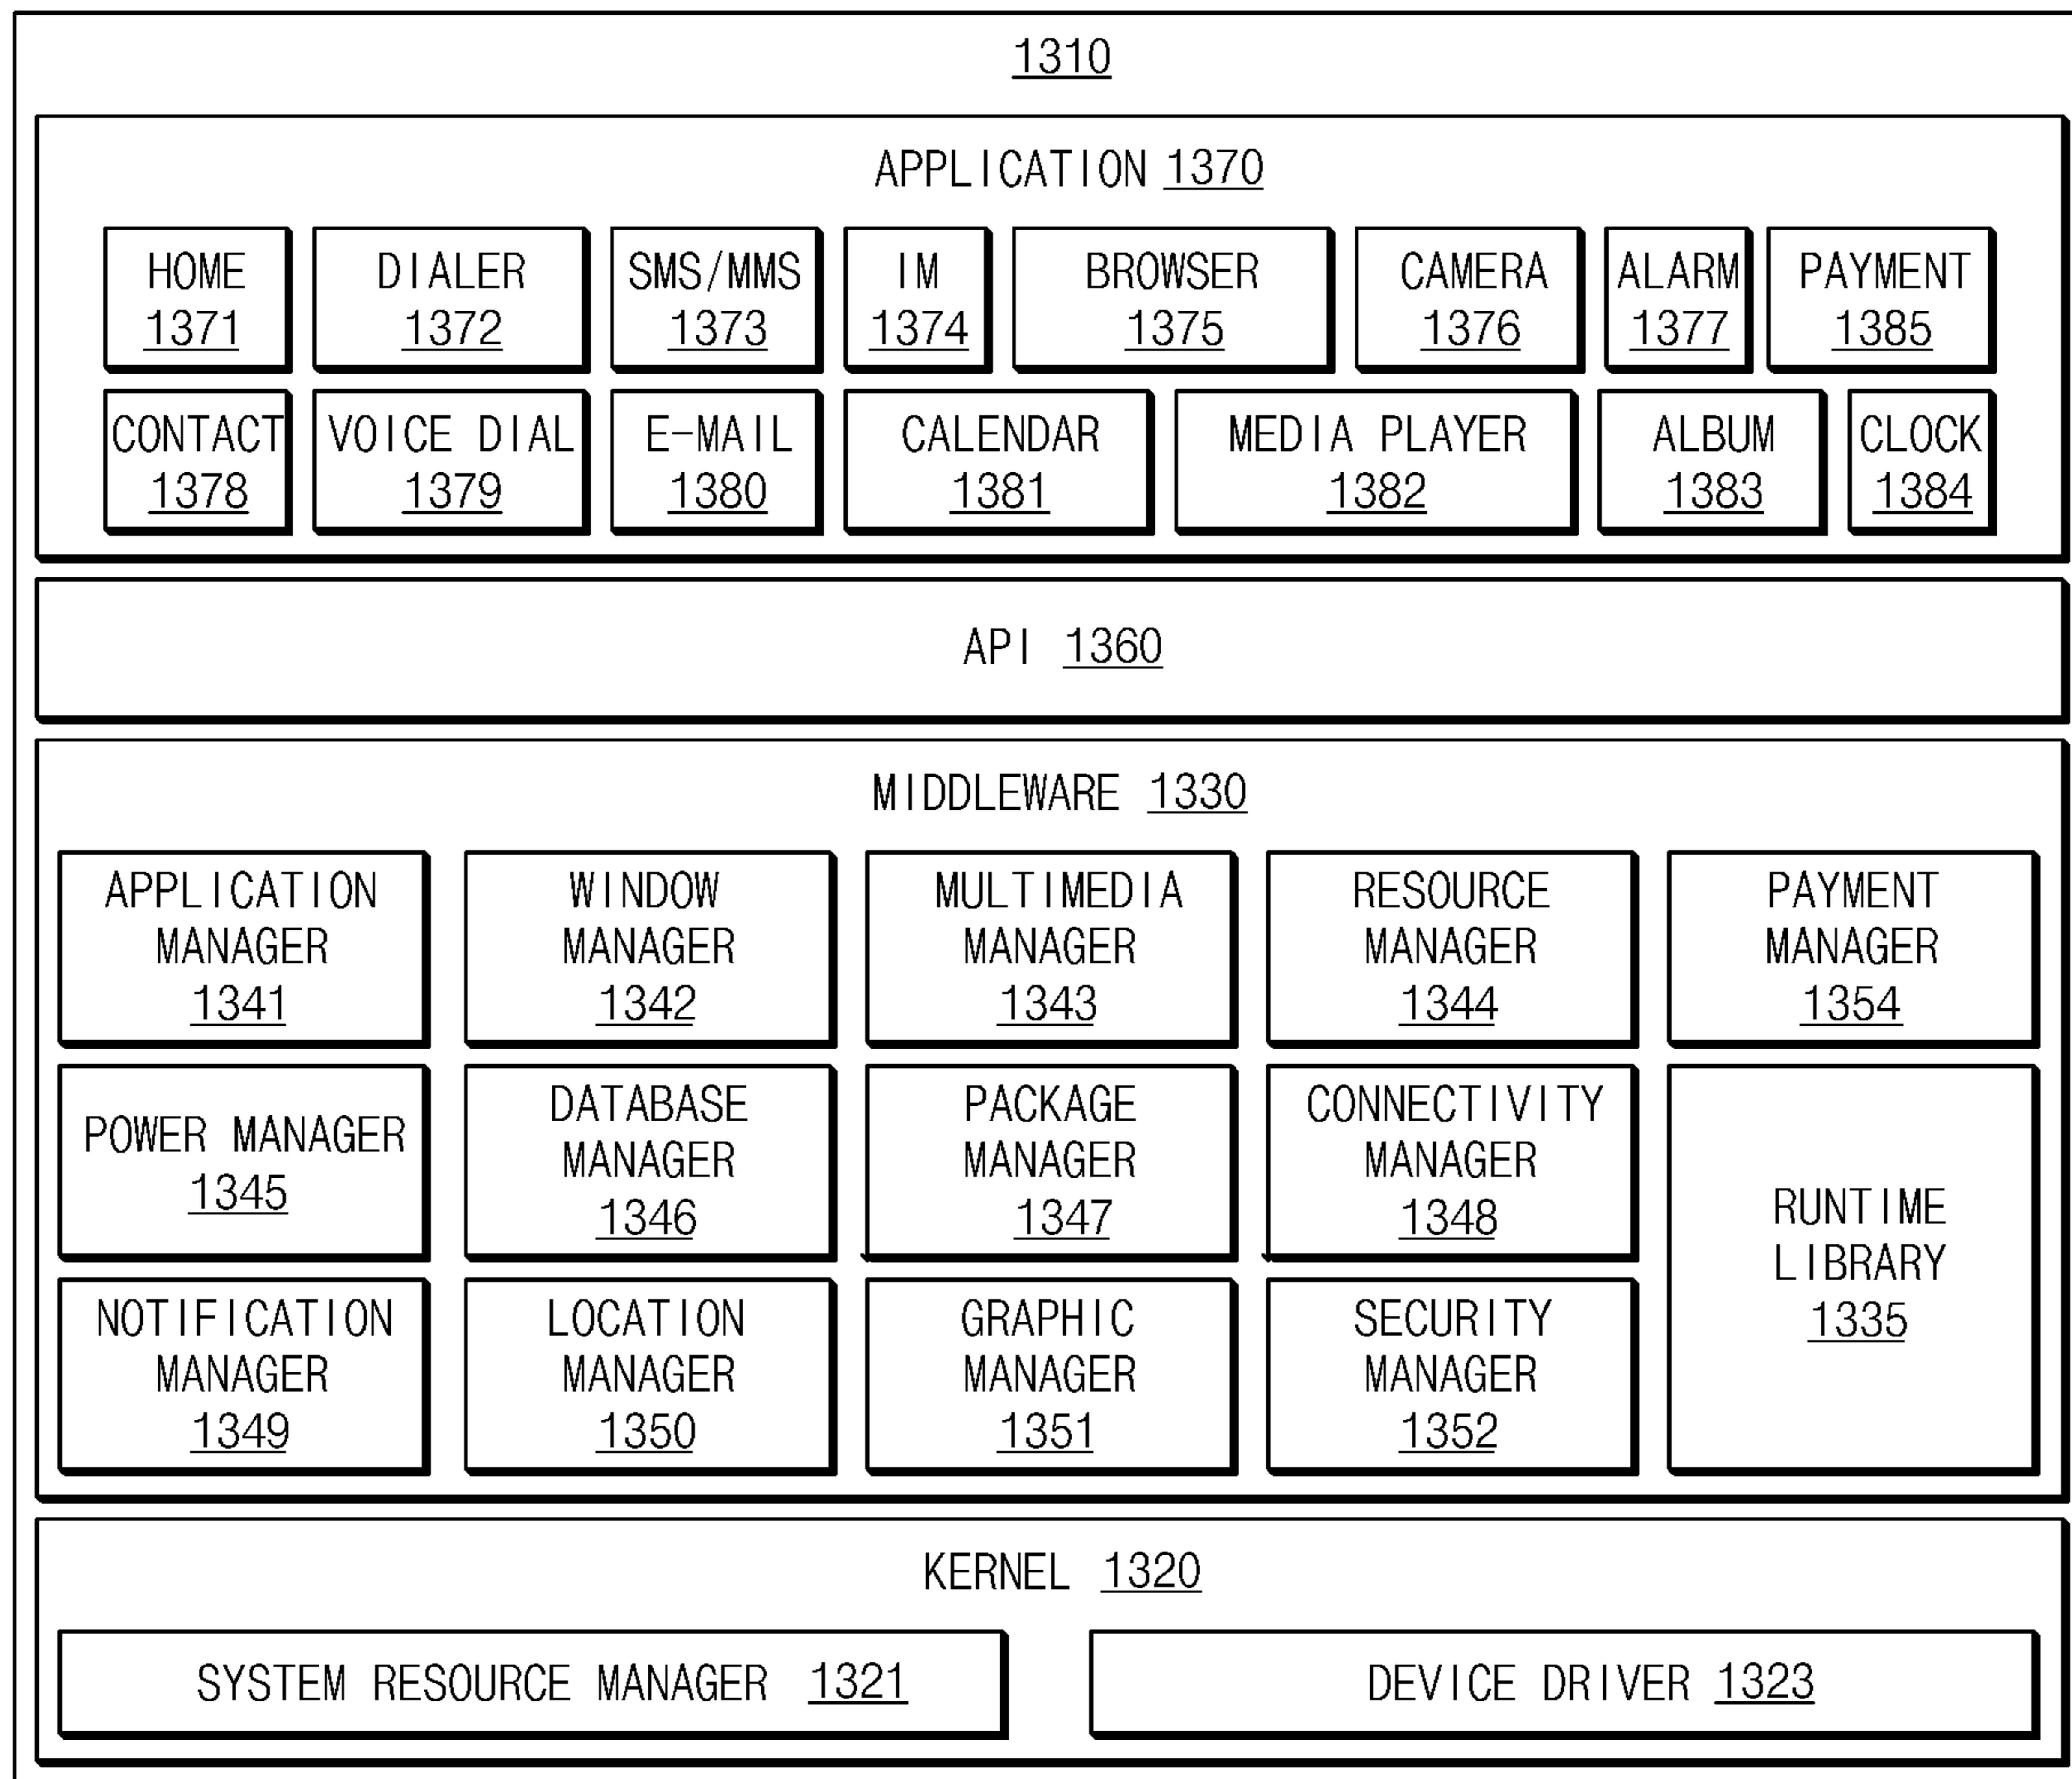 1310
APPLICATION 1370
HOME
1371
DIALER
1372
SMS/MMS
1373
IM
1374
BROWSER
1375
CAMERA
1376
ALARM
1377
PAYMENT
1385
CONTACT
1378
VOICE DIAL
1379
E-MAIL
1380
CALENDAR
1381
MEDIA PLAYER
1382
ALBUM
1383
CLOCK
1384
API 1360
MIDDLEWARE 1330
APPLICATION
MANAGER
1341
WINDOW
MANAGER
1342
MULTIMEDIA
MANAGER
1343
RESOURCE
MANAGER
1344
PAYMENT
MANAGER
1354
POWER MANAGER
1345
DATABASE
MANAGER
1346
PACKAGE
MANAGER
1347
CONNECTIVITY
MANAGER
1348
RUNTIME
LIBRARY
1335
NOTIFICATION
MANAGER
1349
LOCATION
MANAGER
1350
GRAPHIC
MANAGER
1351
SECURITY
MANAGER
1352
KERNEL 1320
SYSTEM RESOURCE MANAGER 1321
DEVICE DRIVER 1323